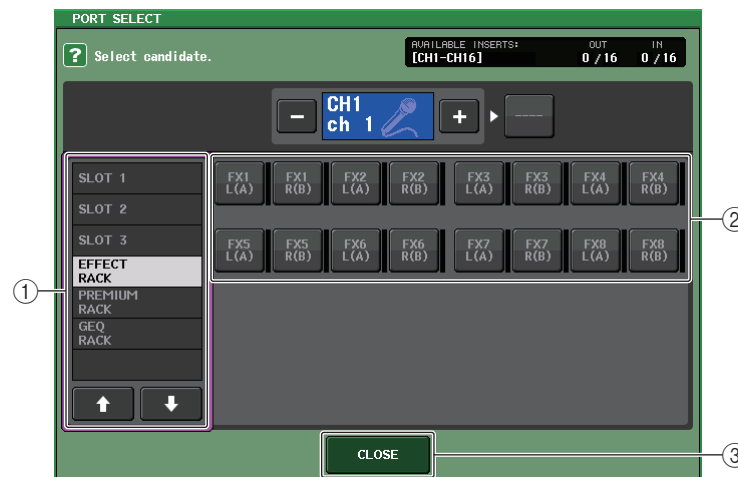 PORT SELECT
? Select candidate.
AVAILABLE INSERTS: OUT IN
[CH1-CH16] 0 /16 0 /16
CH1
ch 1
− +
----
SLOT 1
SLOT 2
SLOT 3
EFFECT
RACK
PREMIUM
RACK
GEQ
RACK
FX1 FX1 FX2 FX2 FX3 FX3 FX4 FX4
L(A) R(B) L(A) R(B) L(A) R(B) L(A) R(B)
FX5 FX5 FX6 FX6 FX7 FX7 FX8 FX8
L(A) R(B) L(A) R(B) L(A) R(B) L(A) R(B)
CLOSE
①
②
③